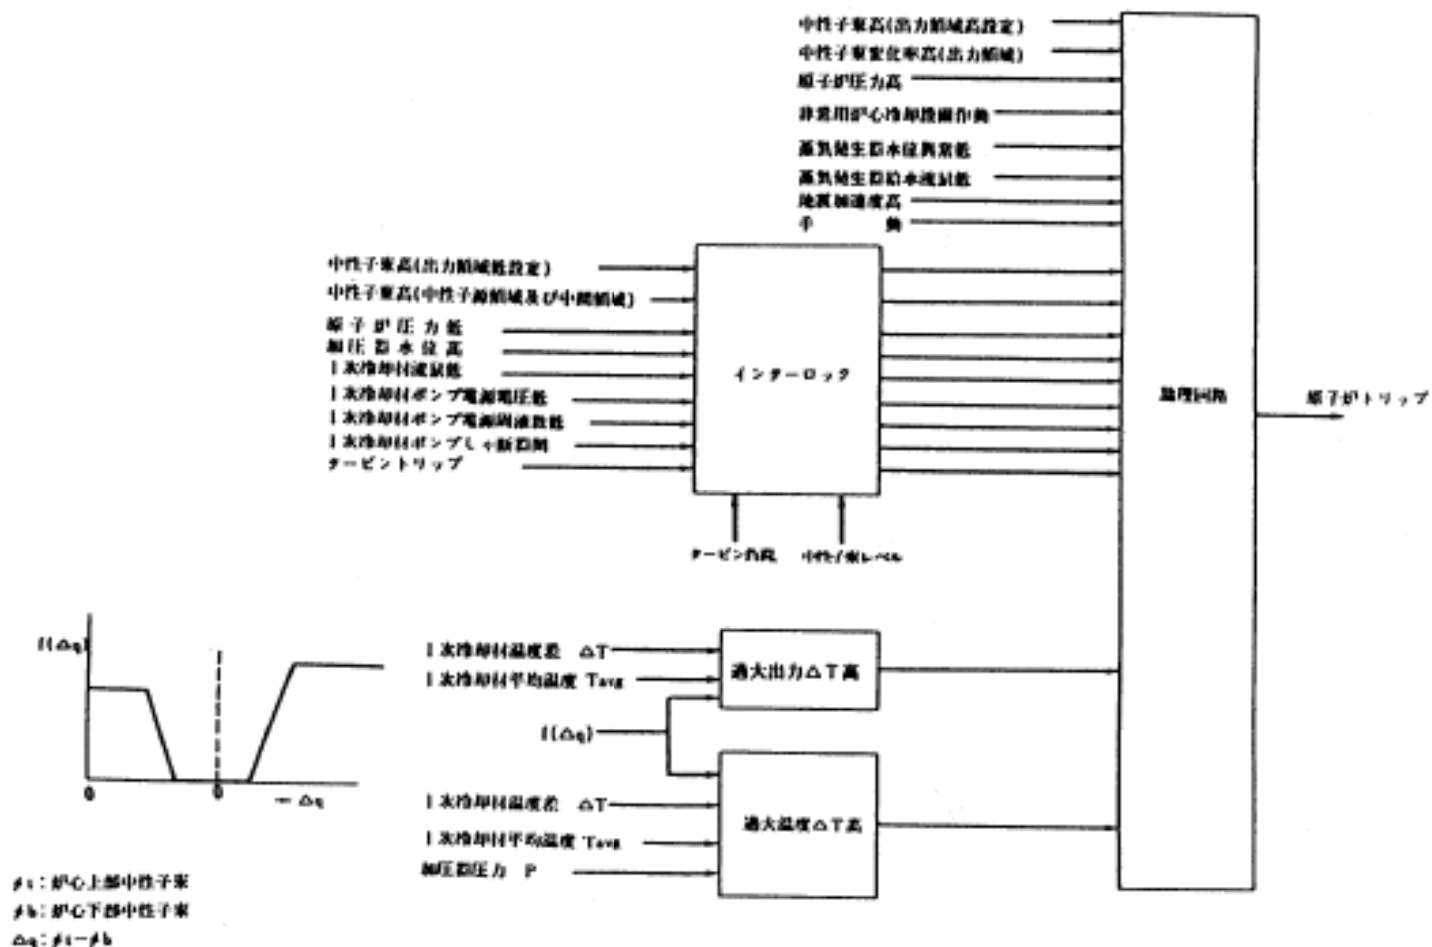 中性子束高(出力領域高設定)
中性子束変化率高(出力領域)
原子炉圧力高
非常用炉心冷却設備作動
蒸気発生器水位異常低
蒸気発生器給水流量低
地震加速度高
手 動
中性子束高(出力領域低設定)
中性子束高(中性子源領域及び中間領域)
原子炉圧力低
加圧器水位高
1次冷却材流量低
1次冷却材ポンプ電源電圧低
1次冷却材ポンプ電源周波数低
1次冷却材ポンプしゃ断器開
タービントリップ
インターロック
論理回路
原子炉トリップ
タービン負荷
中性子束レベル
f(△q)
0
0
→ △q
1次冷却材温度差 △T
1次冷却材平均温度 Tavg
過大出力△T高
f(△q)
1次冷却材温度差 △T
1次冷却材平均温度 Tavg
加圧器圧力 P
過大温度△T高
φt:炉心上部中性子束
φb:炉心下部中性子束
△q:φt-φb